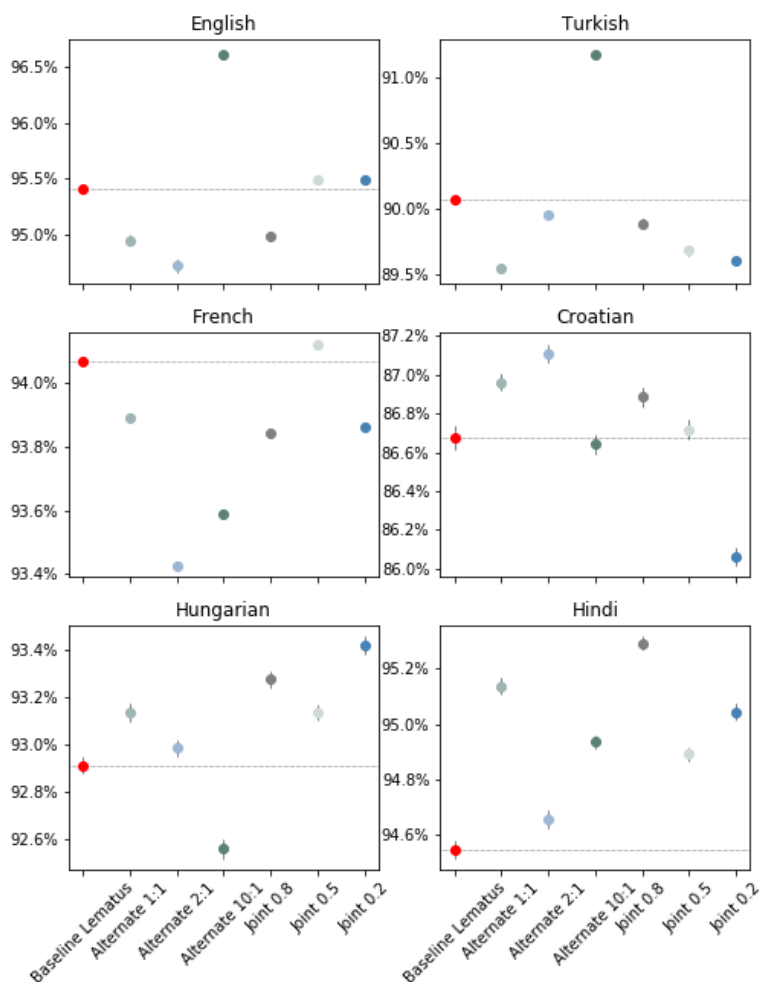 English
96.5%
96.0%
95.5%
95.0%
Turkish
91.0%
90.5%
90.0%
89.5%
French
94.0%
93.8%
93.6%
93.4%
Croatian
87.2%
87.0%
86.8%
86.6%
86.4%
86.2%
86.0%
Hungarian
93.4%
93.2%
93.0%
92.8%
92.6%
Hindi
95.2%
95.0%
94.8%
94.6%
Baseline Lematus
Alternate 1:1
Alternate 2:1
Alternate 10:1
Joint 0.8
Joint 0.5
Joint 0.2
Baseline Lematus
Alternate 1:1
Alternate 2:1
Alternate 10:1
Joint 0.8
Joint 0.5
Joint 0.2